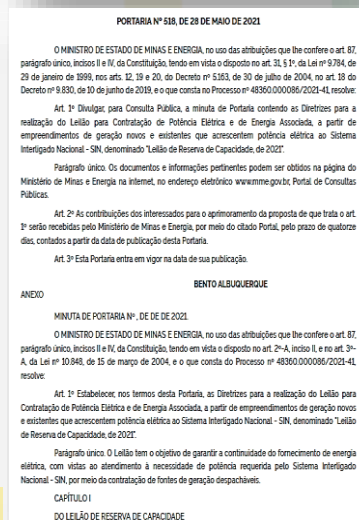 PORTARIA Nº 518, DE 28 DE MAIO DE 2021
O MINISTRO DE ESTADO DE MINAS E ENERGIA, no uso das atribuições que lhe confere o art. 87,
parágrafo único, incisos II e IV, da Constituição, tendo em vista o disposto no art. 31, § 1º, da Lei nº 9.784, de
29 de janeiro de 1999, nos arts. 12, 19 e 20, do Decreto nº 5.163, de 30 de julho de 2004, no art. 18 do
Decreto nº 9.830, de 10 de junho de 2019, e o que consta no Processo nº 48360.000086/2021-41, resolve:
Art. 1º Divulgar, para Consulta Pública, a minuta de Portaria contendo as Diretrizes para a
realização do Leilão para Contratação de Potência Elétrica e de Energia Associada, a partir de
empreendimentos de geração novos e existentes que acrescentem potência elétrica ao Sistema
Interligado Nacional - SIN, denominado "Leilão de Reserva de Capacidade, de 2021".
Parágrafo único. Os documentos e informações pertinentes podem ser obtidos na página do
Ministério de Minas e Energia na internet, no endereço eletrônico www.mme.gov.br, Portal de Consultas
Públicas.
Art. 2º As contribuições dos interessados para o aprimoramento da proposta de que trata o art.
1º serão recebidas pelo Ministério de Minas e Energia, por meio do citado Portal, pelo prazo de quatorze
dias, contados a partir da data de publicação desta Portaria.
Art. 3º Esta Portaria entra em vigor na data de sua publicação.
BENTO ALBUQUERQUE
ANEXO
MINUTA DE PORTARIA Nº , DE DE DE 2021.
O MINISTRO DE ESTADO DE MINAS E ENERGIA, no uso das atribuições que lhe confere o art. 87,
parágrafo único, incisos II e IV, da Constituição, tendo em vista o disposto no art. 2º-A, inciso II, e no art. 3º-
A, da Lei nº 10.848, de 15 de março de 2004, e o que consta do Processo nº 48360.000086/2021-41,
resolve:
Art. 1º Estabelecer, nos termos desta Portaria, as Diretrizes para a realização do Leilão para
Contratação de Potência Elétrica e de Energia Associada, a partir de empreendimentos de geração novos
e existentes que acrescentem potência elétrica ao Sistema Interligado Nacional - SIN, denominado "Leilão
de Reserva de Capacidade, de 2021".
Parágrafo único. O Leilão tem o objetivo de garantir a continuidade do fornecimento de energia
elétrica, com vistas ao atendimento à necessidade de potência requerida pelo Sistema Interligado
Nacional - SIN, por meio da contratação de fontes de geração despacháveis.
CAPÍTULO I
DO LEILÃO DE RESERVA DE CAPACIDADE